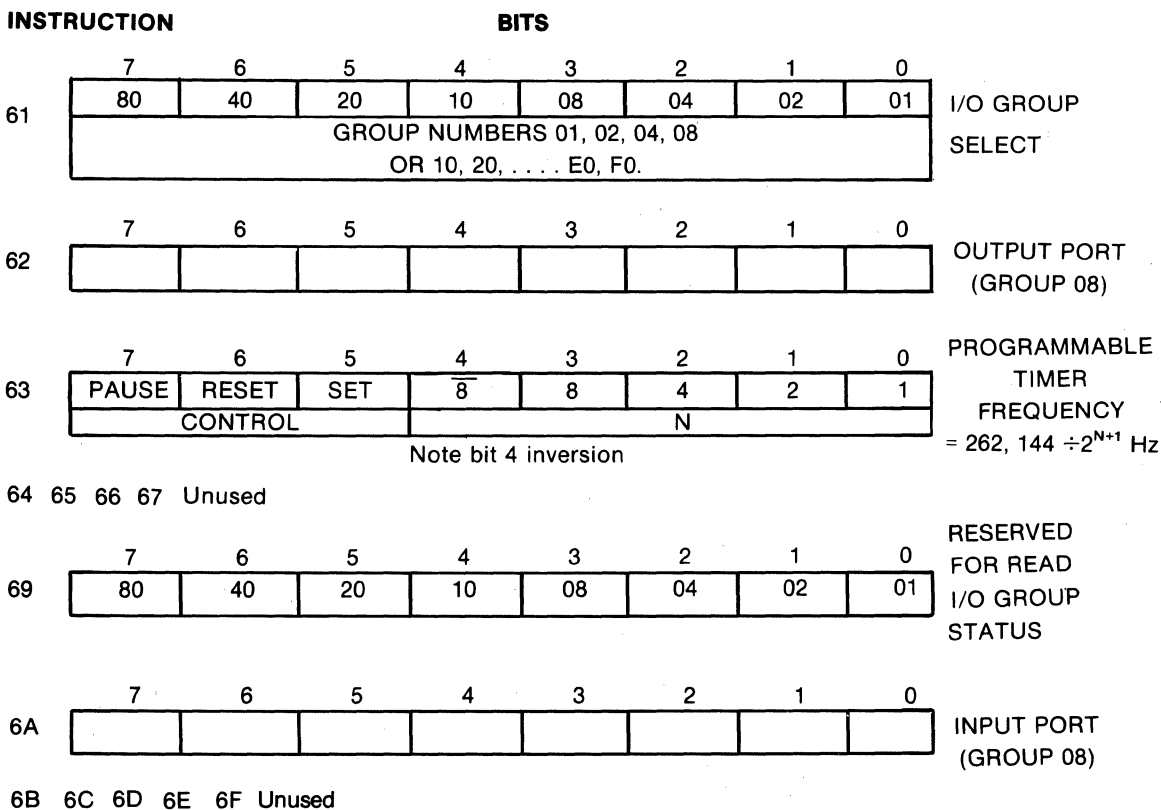 INSTRUCTION BITS
7 6 5 4 3 2 1 0
61 80 40 20 10 08 04 02 01 I/O GROUP
GROUP NUMBERS 01, 02, 04, 08 SELECT
OR 10, 20, . . . . E0, F0.
7 6 5 4 3 2 1 0
62 OUTPUT PORT
(GROUP 08)
7 6 5 4 3 2 1 0 PROGRAMMABLE
63 PAUSE RESET SET 8̅ 8 4 2 1 TIMER
CONTROL N FREQUENCY
= 262, 144 ÷2^{N+1} Hz
Note bit 4 inversion
64 65 66 67 Unused
RESERVED
7 6 5 4 3 2 1 0 FOR READ
69 80 40 20 10 08 04 02 01 I/O GROUP
STATUS
7 6 5 4 3 2 1 0
6A INPUT PORT
(GROUP 08)
6B 6C 6D 6E 6F Unused